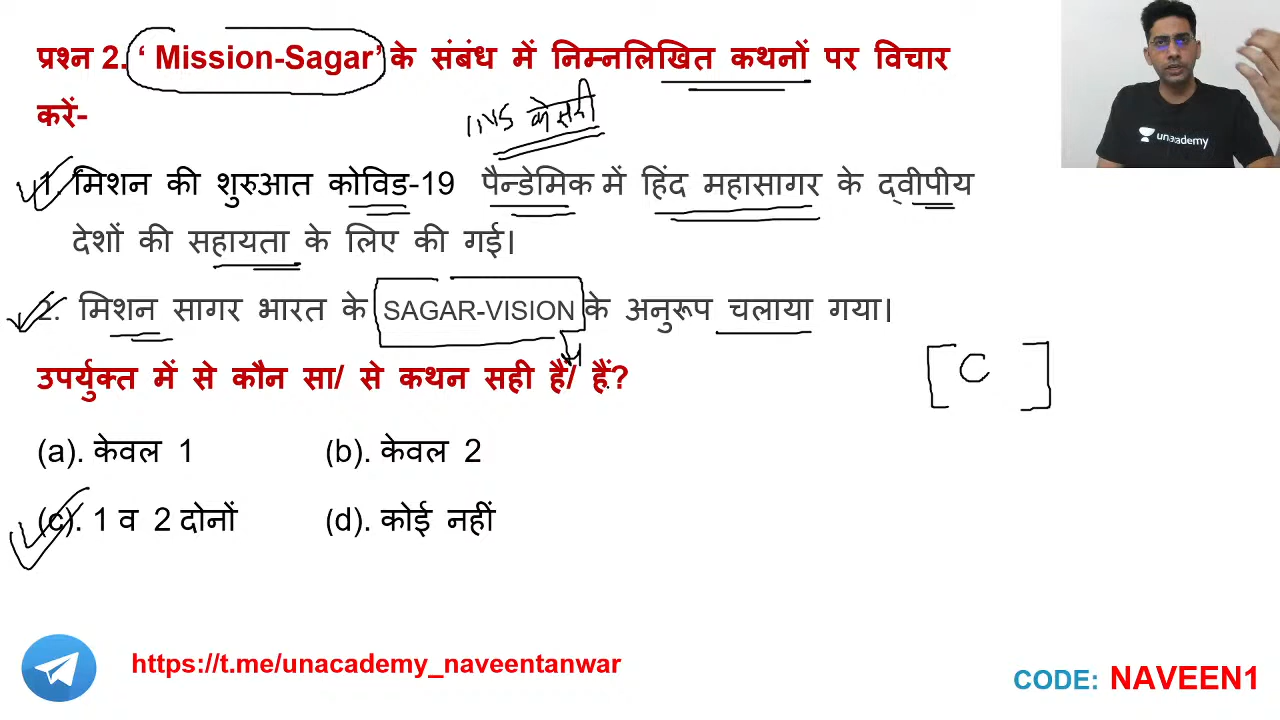 प्रश्न 2. ‘ Mission-Sagar’ के संबंध में निम्नलिखित कथनों पर विचार
करें-
unacademy
INS केसरी
1. मिशन की शुरुआत कोविड-19 पैन्डेमिक में हिंद महासागर के द्वीपीय
देशों की सहायता के लिए की गई।
2. मिशन सागर भारत के SAGAR-VISION के अनुरूप चलाया गया।
उपर्युक्त में से कौन सा/ से कथन सही है/ हैं?
[ C ]
(a). केवल 1 (b). केवल 2
(c). 1 व 2 दोनों (d). कोई नहीं
https://t.me/unacademy_naveentanwar
CODE: NAVEEN1